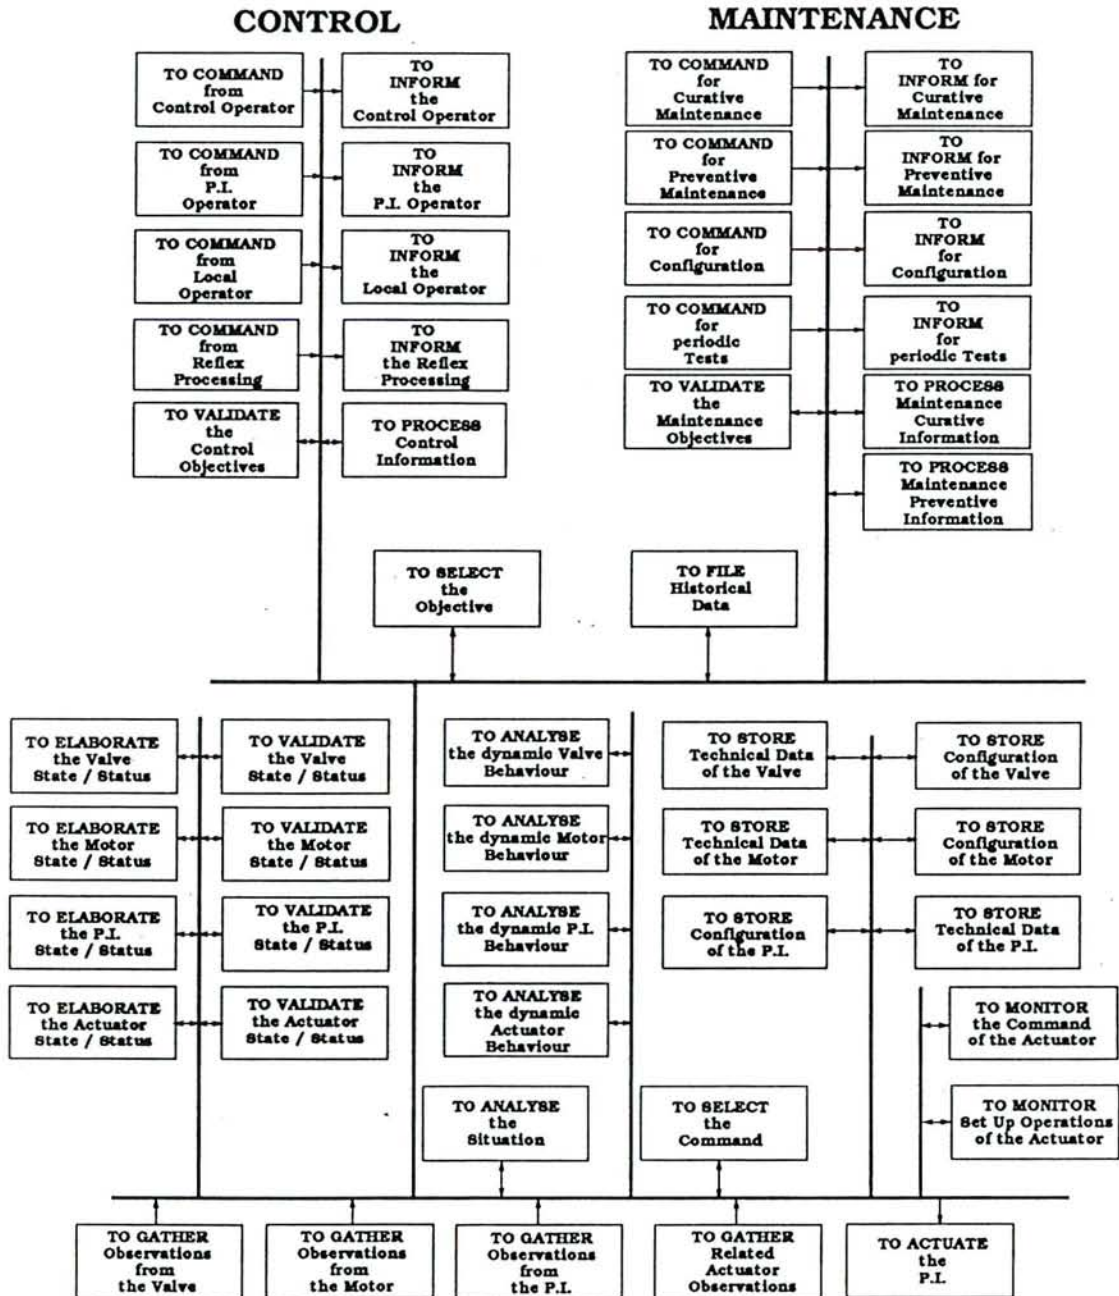 CONTROL
TO COMMAND
from
Control Operator
TO
INFORM
the
Control Operator
TO COMMAND
from
P.I.
Operator
TO
INFORM
the
P.I. Operator
TO COMMAND
from
Local
Operator
TO
INFORM
the
Local Operator
TO COMMAND
from
Reflex
Processing
TO
INFORM
the Reflex
Processing
TO VALIDATE
the
Control
Objectives
TO PROCESS
Control
Information
MAINTENANCE
TO COMMAND
for
Curative
Maintenance
TO
INFORM for
Curative
Maintenance
TO COMMAND
for
Preventive
Maintenance
TO
INFORM for
Preventive
Maintenance
TO COMMAND
for
Configuration
TO
INFORM
for
Configuration
TO COMMAND
for
periodic
Tests
TO
INFORM
for
periodic Tests
TO VALIDATE
the
Maintenance
Objectives
TO PROCESS
Maintenance
Curative
Information
TO PROCESS
Maintenance
Preventive
Information
TO SELECT
the
Objective
TO FILE
Historical
Data
TO ELABORATE
the Valve
State / Status
TO VALIDATE
the Valve
State / Status
TO ANALYSE
the dynamic Valve
Behaviour
TO STORE
Technical Data
of the Valve
TO STORE
Configuration
of the Valve
TO ELABORATE
the Motor
State / Status
TO VALIDATE
the Motor
State / Status
TO ANALYSE
the dynamic Motor
Behaviour
TO STORE
Technical Data
of the Motor
TO STORE
Configuration
of the Motor
TO ELABORATE
the P.I.
State / Status
TO VALIDATE
the P.I.
State / Status
TO ANALYSE
the dynamic P.I.
Behaviour
TO STORE
Configuration
of the P.I.
TO STORE
Technical Data
of the P.I.
TO ELABORATE
the Actuator
State / Status
TO VALIDATE
the Actuator
State / Status
TO ANALYSE
the dynamic
Actuator
Behaviour
TO MONITOR
the Command
of the Actuator
TO ANALYSE
the
Situation
TO SELECT
the
Command
TO MONITOR
Set Up Operations
of the Actuator
TO GATHER
Observations
from
the Valve
TO GATHER
Observations
from
the Motor
TO GATHER
Observations
from
the P.I.
TO GATHER
Related
Actuator
Observations
TO ACTUATE
the
P.I.